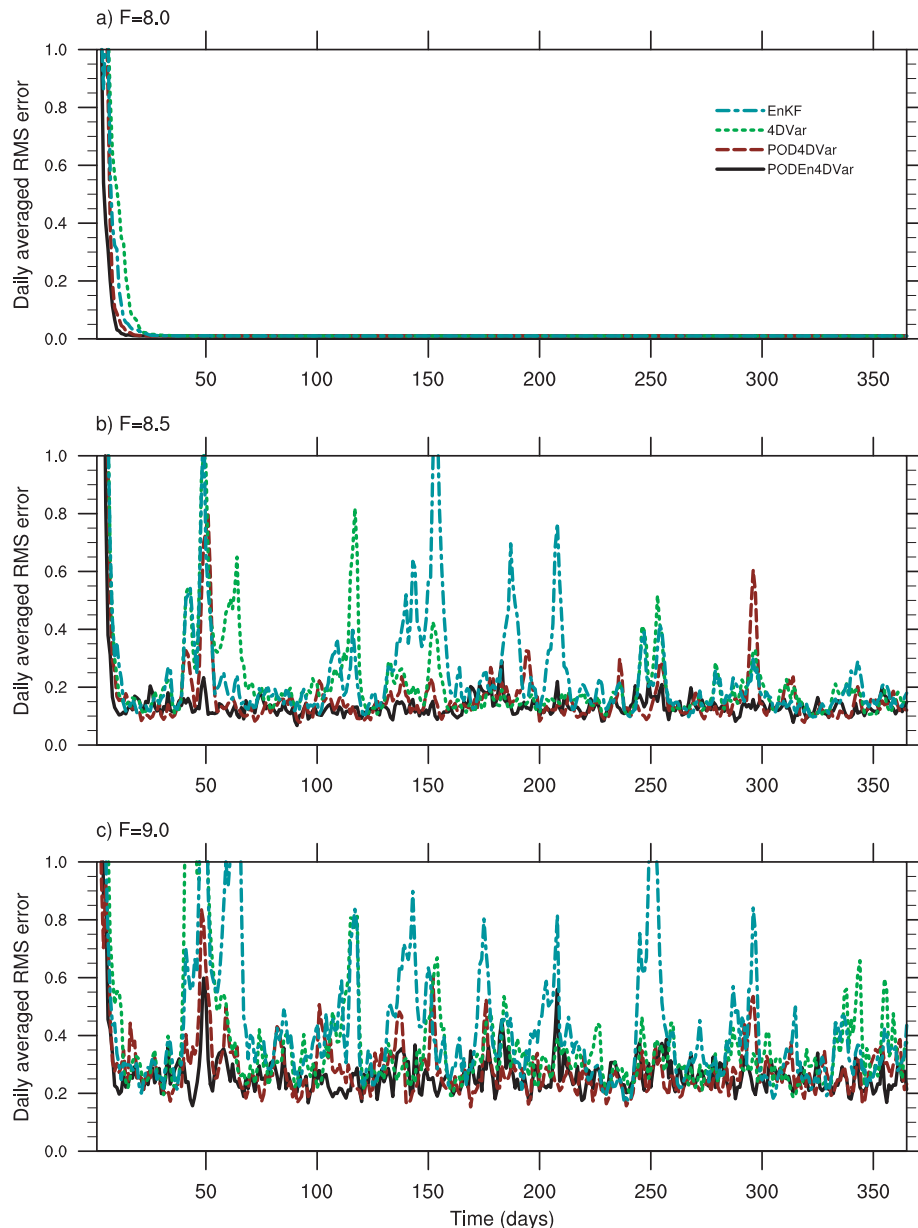 a) F=8.0
Daily averaged RMS error
1.0
0.8
0.6
0.4
0.2
0.0
EnKF
4DVar
POD4DVar
PODEn4DVar
50 100 150 200 250 300 350
b) F=8.5
Daily averaged RMS error
1.0
0.8
0.6
0.4
0.2
0.0
50 100 150 200 250 300 350
c) F=9.0
Daily averaged RMS error
1.0
0.8
0.6
0.4
0.2
0.0
50 100 150 200 250 300 350
Time (days)